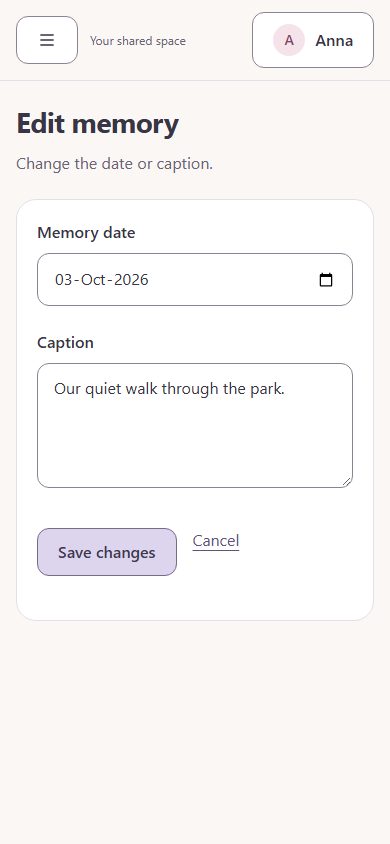 Your shared space
A
Anna
Edit memory
Change the date or caption.
Memory date
03-Oct-2026
Caption
Our quiet walk through the park.
Save changes
Cancel